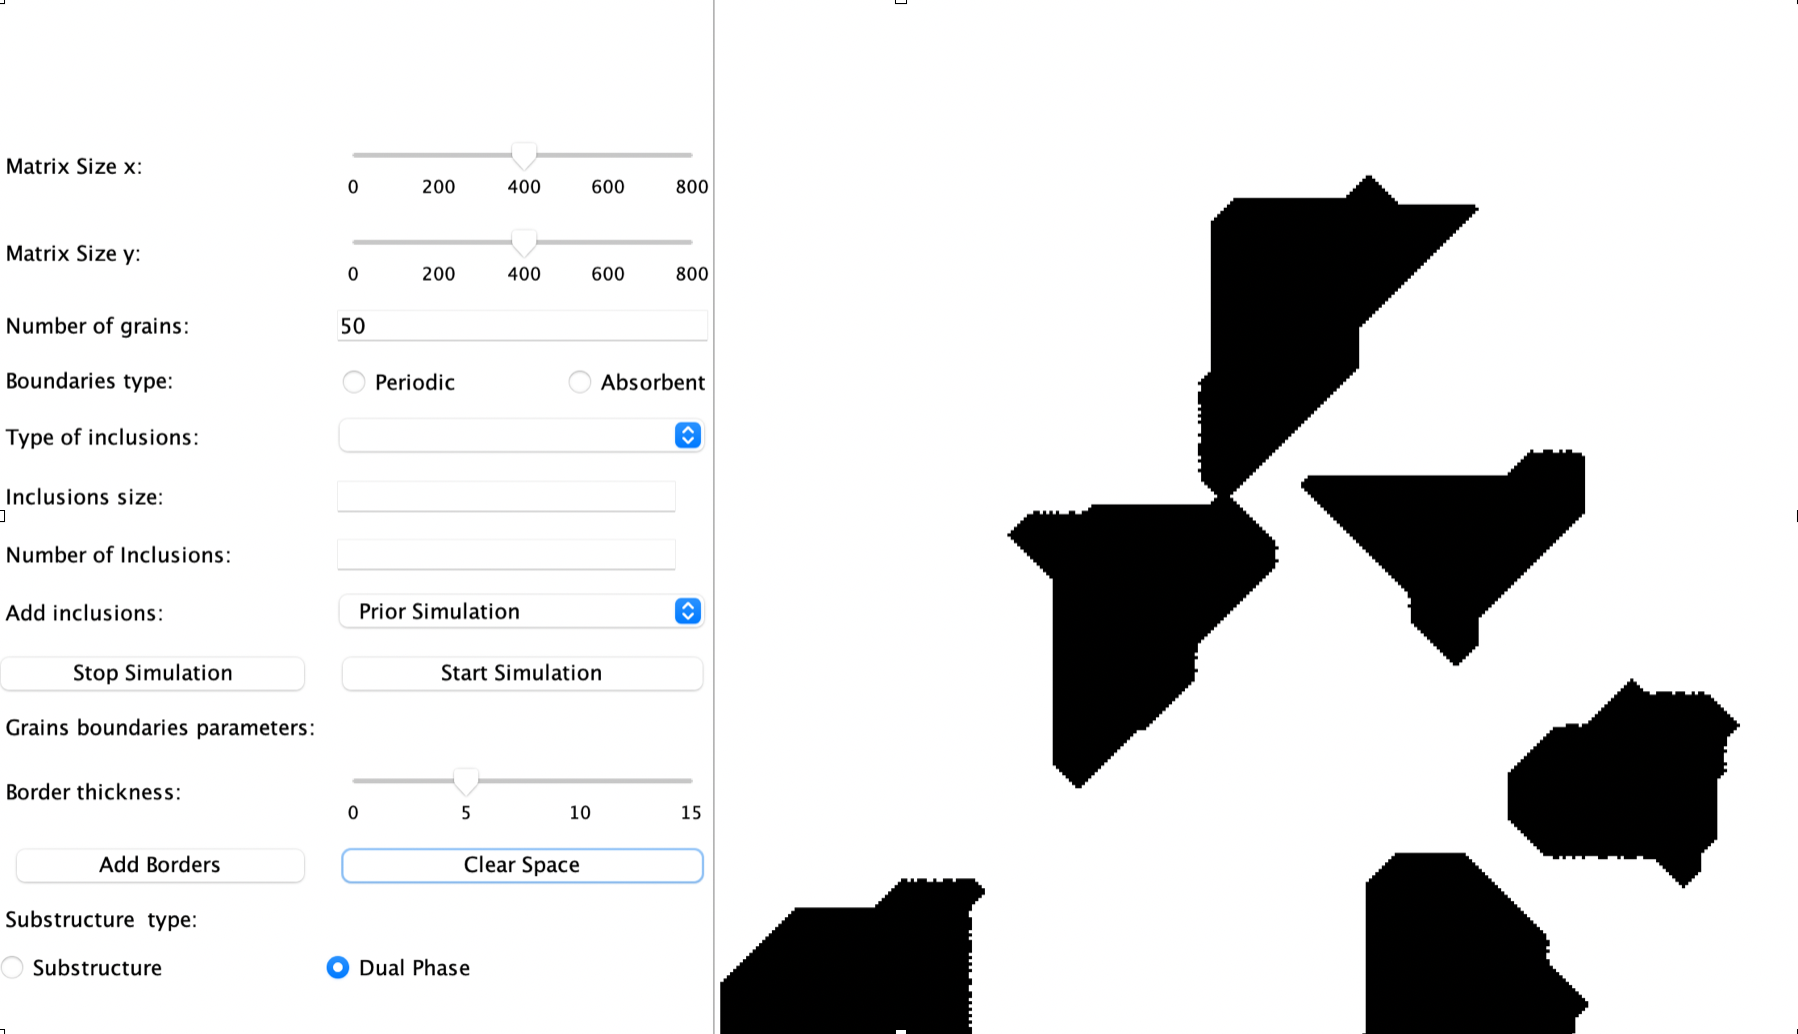 Matrix Size x:
0 200 400 600 800
Matrix Size y:
0 200 400 600 800
Number of grains: 50
Boundaries type: Periodic Absorbent
Type of inclusions:
Inclusions size:
Number of Inclusions:
Add inclusions: Prior Simulation
Stop Simulation Start Simulation
Grains boundaries parameters:
Border thickness:
0 5 10 15
Add Borders Clear Space
Substructure type:
Substructure Dual Phase